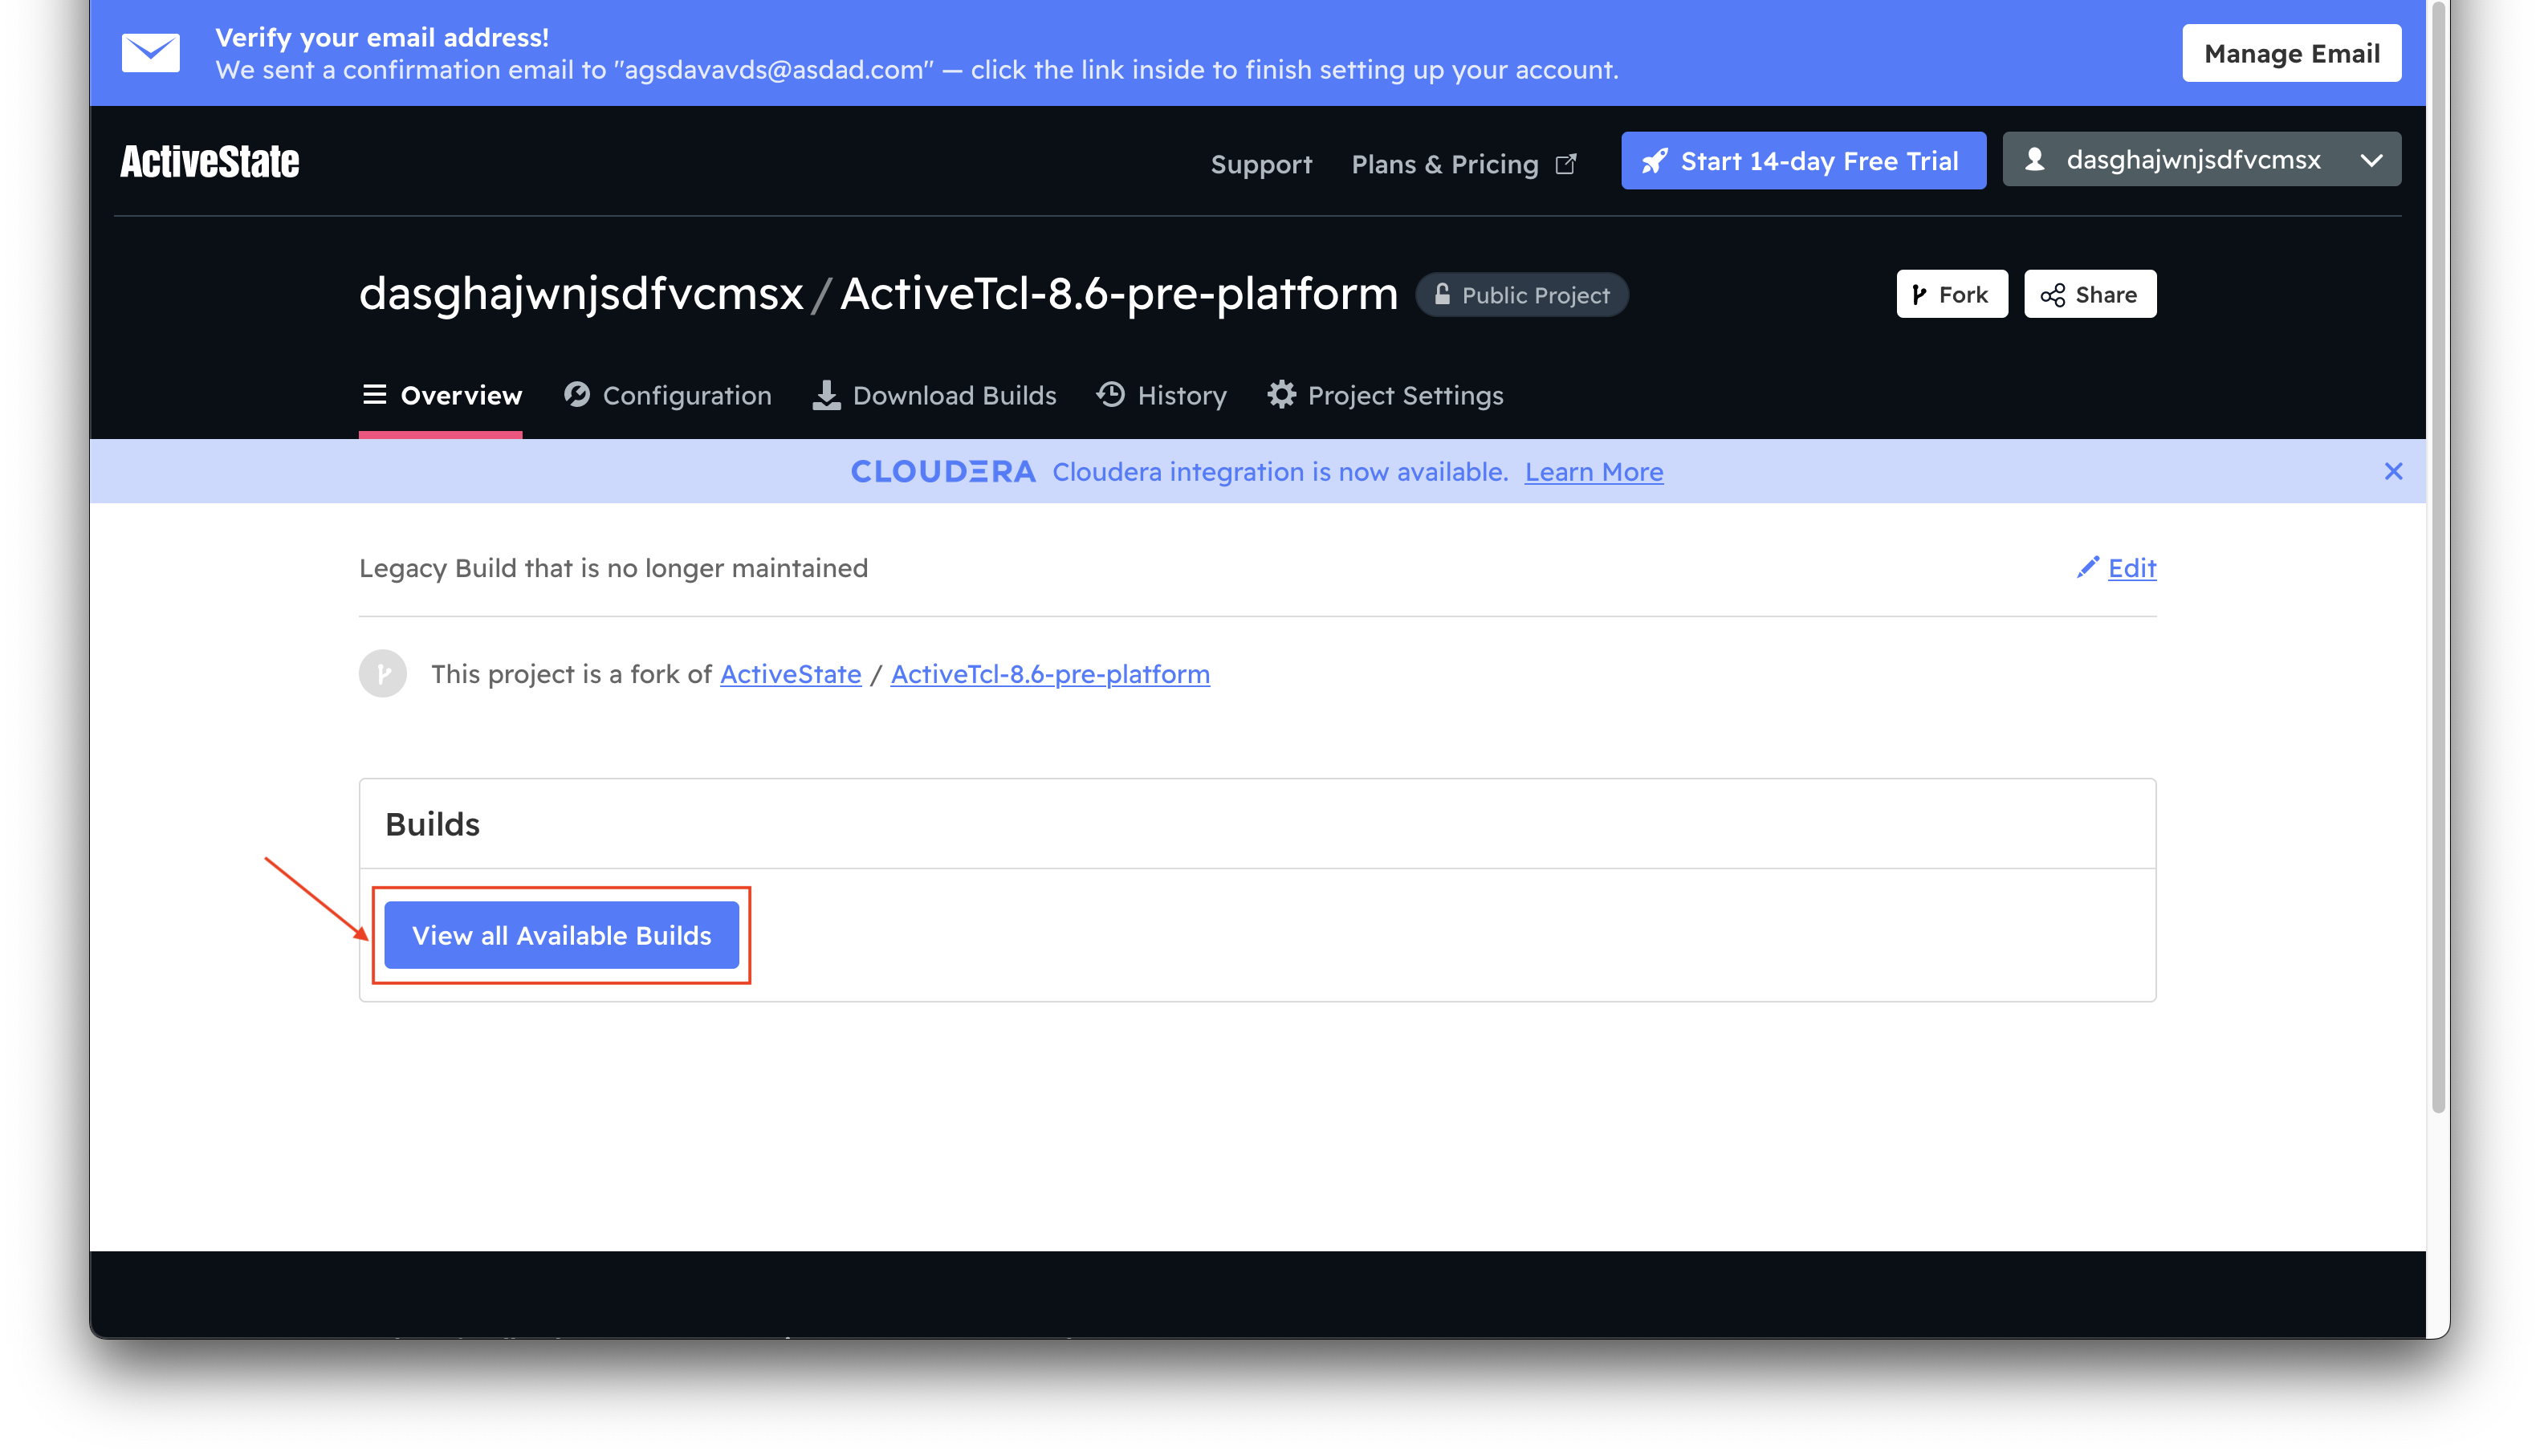 Verify your email address!
We sent a confirmation email to "agsdavavds@asdad.com" — click the link inside to finish setting up your account.
Manage Email
ActiveState
Support
Plans & Pricing
Start 14-day Free Trial
dasghajwnjsdfvcmsx
dasghajwnjsdfvcmsx / ActiveTcl-8.6-pre-platform
Public Project
Fork
Share
Overview
Configuration
Download Builds
History
Project Settings
CLOUDERA Cloudera integration is now available. Learn More
Legacy Build that is no longer maintained
Edit
This project is a fork of ActiveState / ActiveTcl-8.6-pre-platform
Builds
View all Available Builds